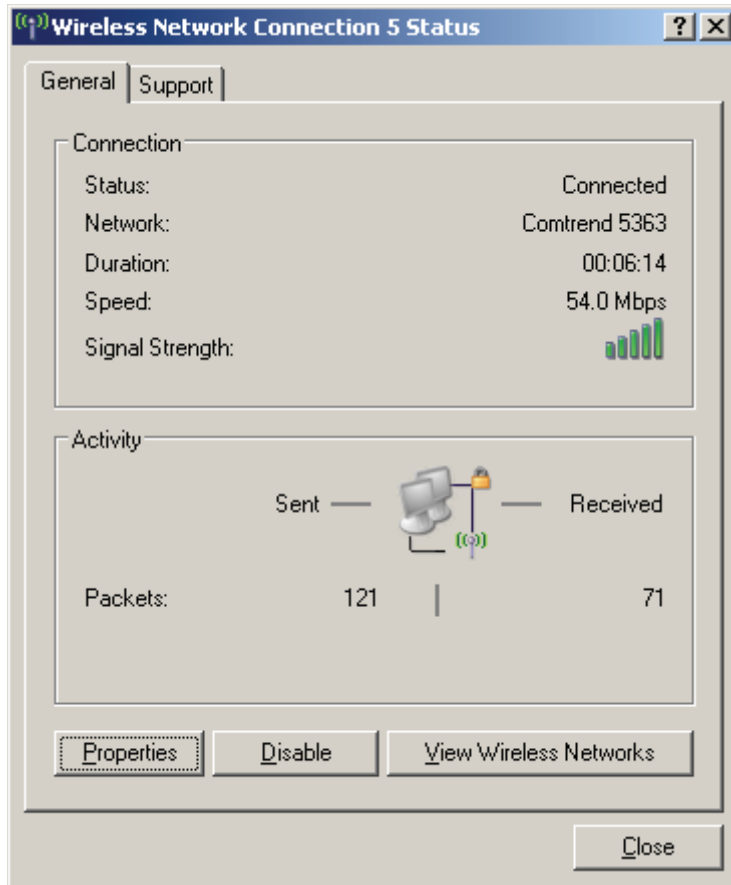 Wireless Network Connection 5 Status
General Support
Connection
Status: Connected
Network: Comtrend 5363
Duration: 00:06:14
Speed: 54.0 Mbps
Signal Strength:
Activity
Sent — — Received
Packets: 121 | 71
Properties Disable View Wireless Networks
Close